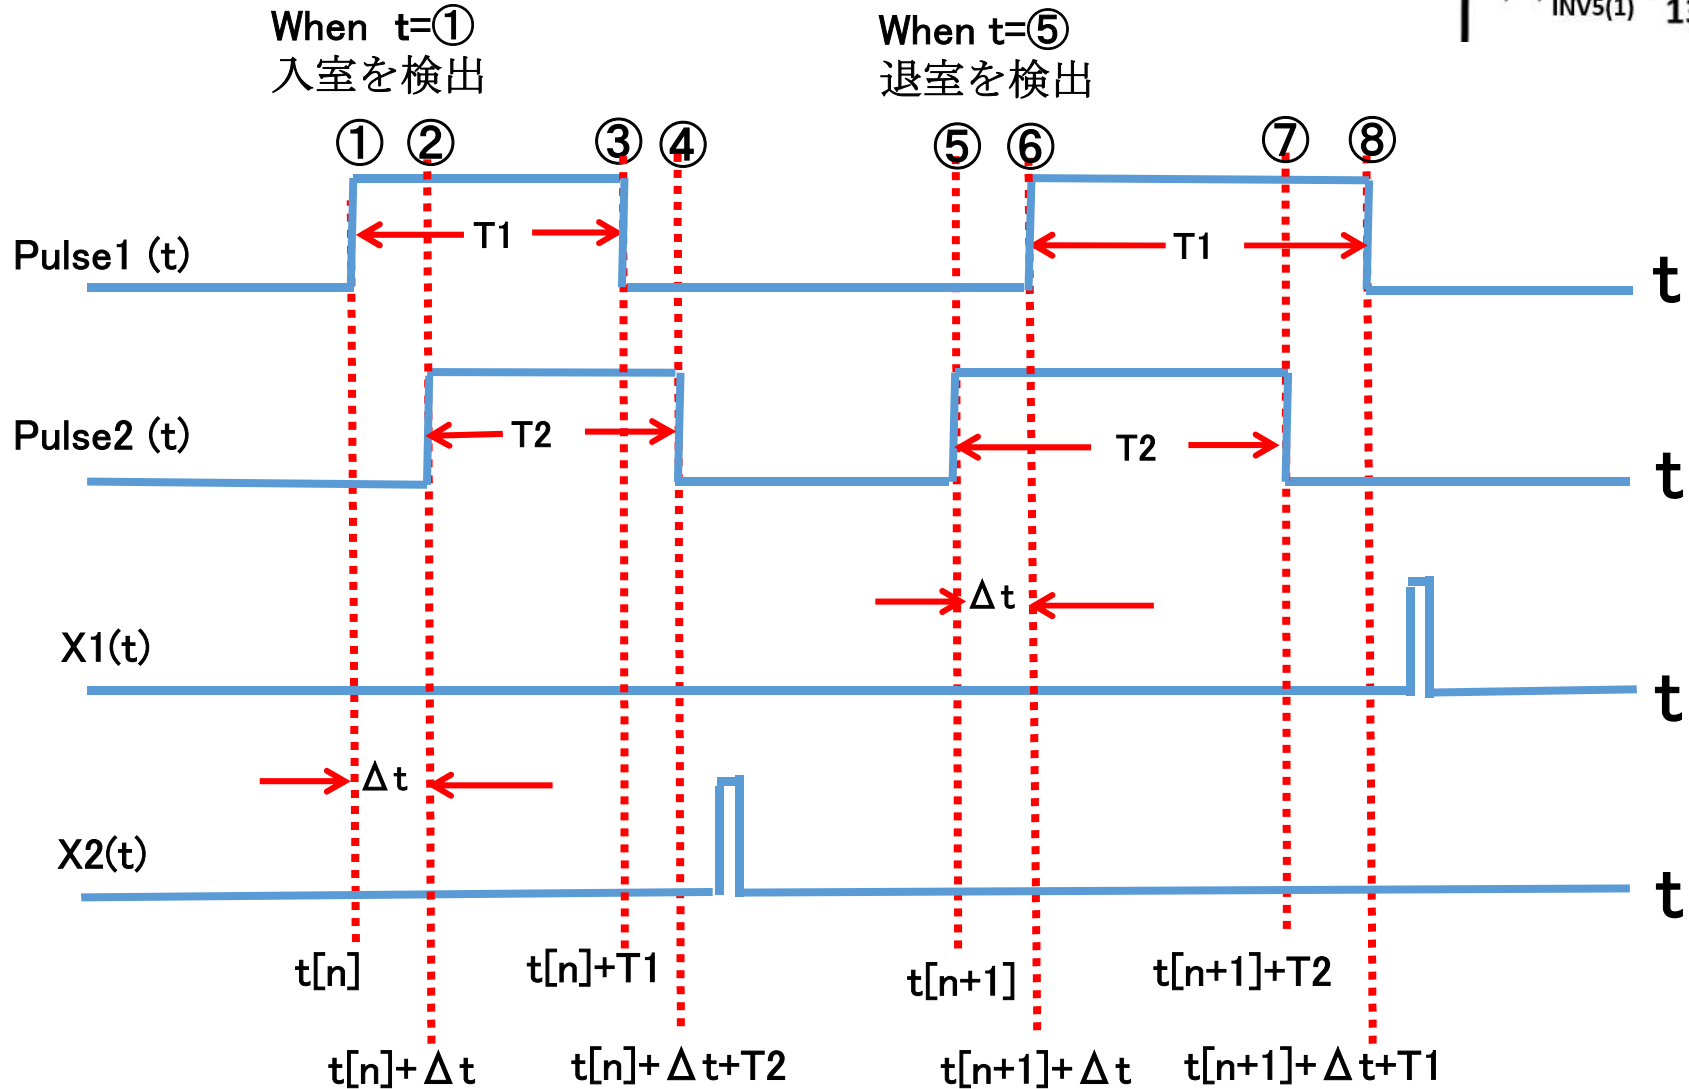 INV5(1)
When t=①
入室を検出
When t=⑤
退室を検出
① ② ③ ④ ⑤ ⑥ ⑦ ⑧
Pulse1 (t)
T1
T1
t
Pulse2 (t)
T2
T2
t
Δt
X1(t)
t
Δt
X2(t)
t
t[n]
t[n]+T1
t[n+1]
t[n+1]+T2
t[n]+Δt
t[n]+Δt+T2
t[n+1]+Δt
t[n+1]+Δt+T1